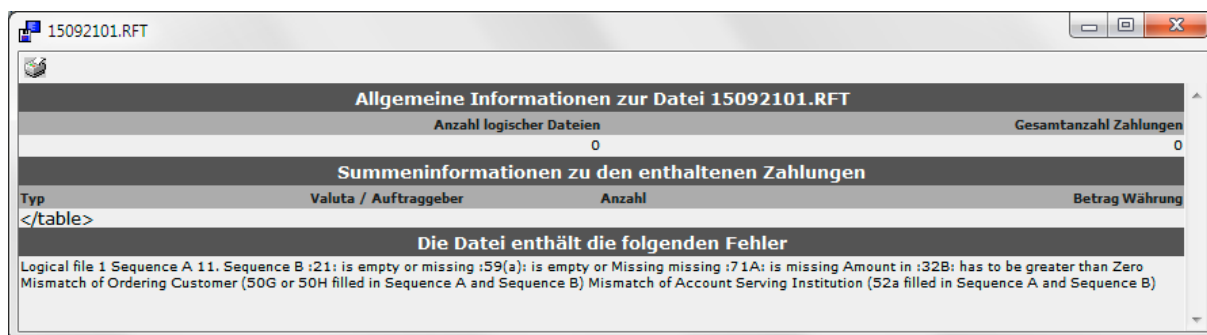 15092101.RFT
Allgemeine Informationen zur Datei 15092101.RFT
Anzahl logischer Dateien Gesamtanzahl Zahlungen
0 0
Summeninformationen zu den enthaltenen Zahlungen
Typ Valuta / Auftraggeber Anzahl Betrag Währung
</table>
Die Datei enthält die folgenden Fehler
Logical file 1 Sequence A 11. Sequence B :21: is empty or missing :59(a): is empty or Missing missing :71A: is missing Amount in :32B: has to be greater than Zero
Mismatch of Ordering Customer (50G or 50H filled in Sequence A and Sequence B) Mismatch of Account Serving Institution (52a filled in Sequence A and Sequence B)